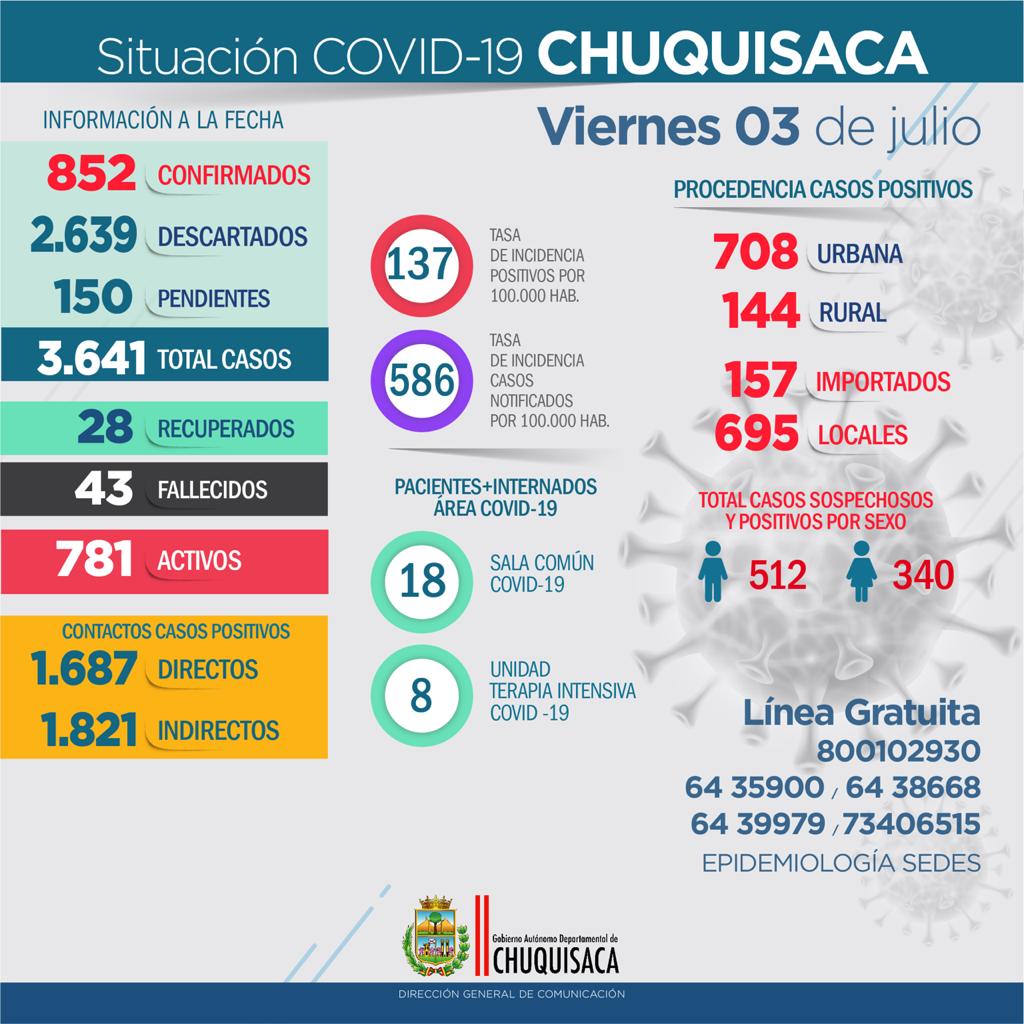 Situación COVID-19 CHUQUISACA
INFORMACIÓN A LA FECHA
852 CONFIRMADOS
2.639 DESCARTADOS
150 PENDIENTES
3.641 TOTAL CASOS
28 RECUPERADOS
43 FALLECIDOS
781 ACTIVOS
CONTACTOS CASOS POSITIVOS
1.687 DIRECTOS
1.821 INDIRECTOS
137
TASA
DE INCIDENCIA
POSITIVOS POR
100.000 HAB.
586
TASA
DE INCIDENCIA
CASOS
NOTIFICADOS
POR 100.000 HAB.
PACIENTES+INTERNADOS
ÁREA COVID-19
18
SALA COMÚN
COVID-19
8
UNIDAD
TERAPIA INTENSIVA
COVID -19
Viernes 03 de julio
PROCEDENCIA CASOS POSITIVOS
708 URBANA
144 RURAL
157 IMPORTADOS
695 LOCALES
TOTAL CASOS SOSPECHOSOS
Y POSITIVOS POR SEXO
512 340
Línea Gratuita
800102930
64 35900 / 64 38668
64 39979 / 73406515
EPIDEMIOLOGÍA SEDES
Gobierno Autónomo Departamental de
CHUQUISACA
DIRECCIÓN GENERAL DE COMUNICACIÓN